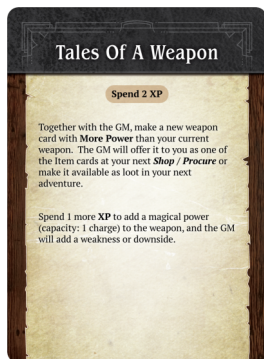 Tales Of A Weapon
Spend 2 XP
Together with the GM, make a new weapon
card with More Power than your current
weapon. The GM will offer it to you as one of
the Item cards at your next Shop / Procure or
make it available as loot in your next
adventure.
Spend 1 more XP to add a magical power
(capacity: 1 charge) to the weapon, and the GM
will add a weakness or downside.